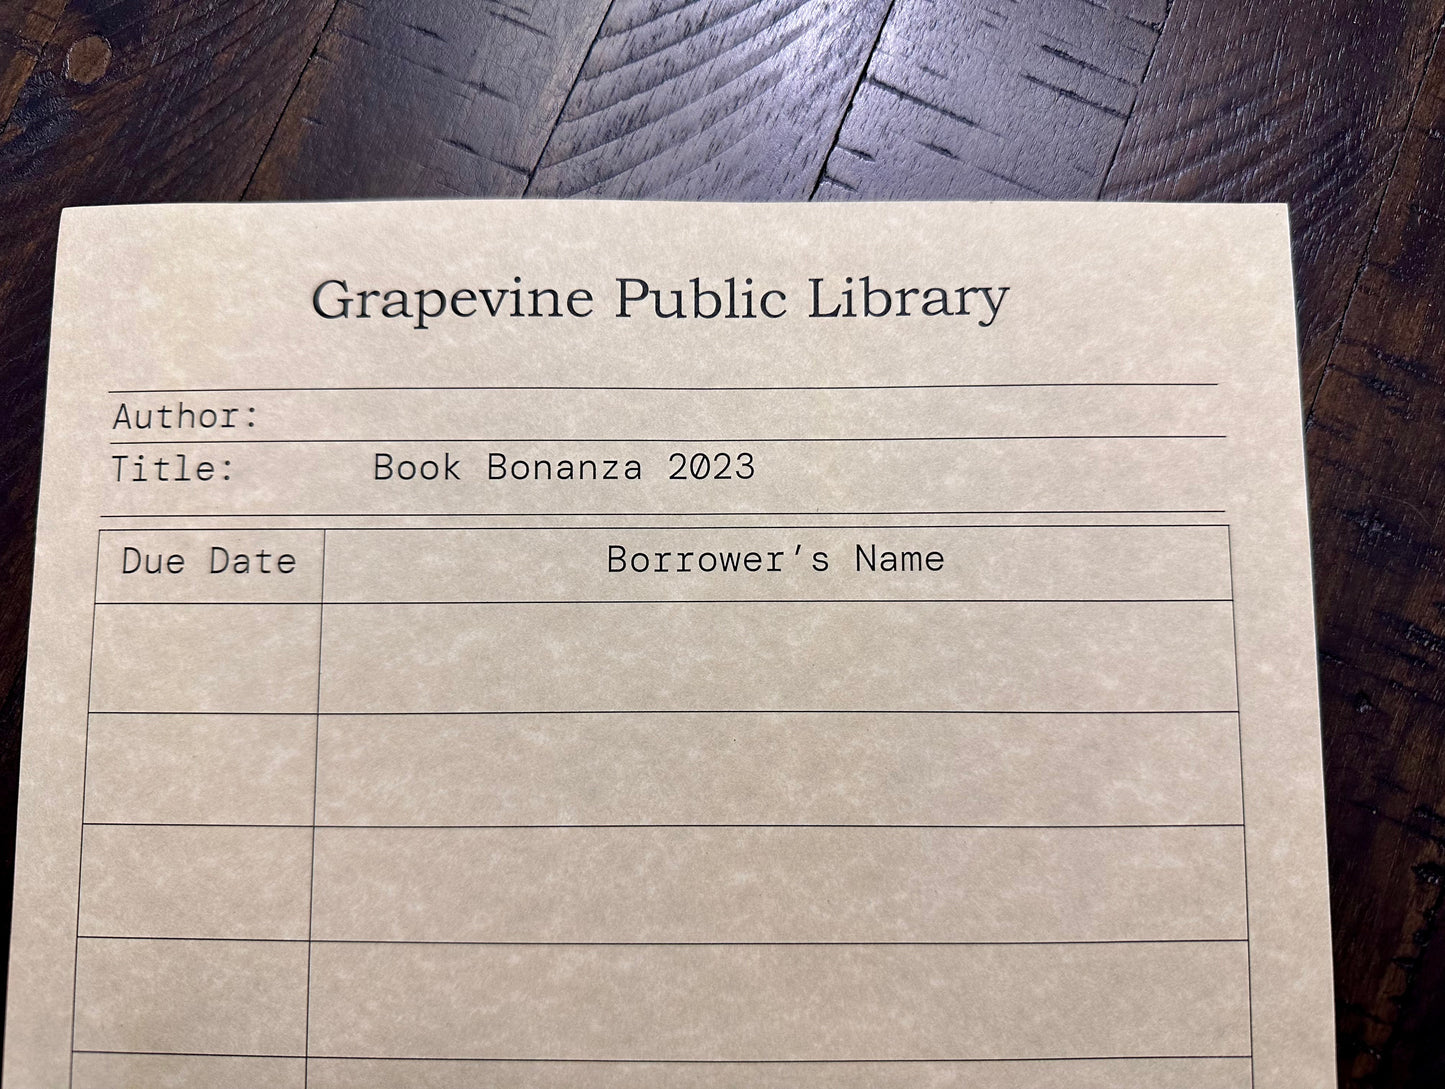 Grapevine Public Library
Author:
Title: Book Bonanza 2023
Due Date Borrower’s Name